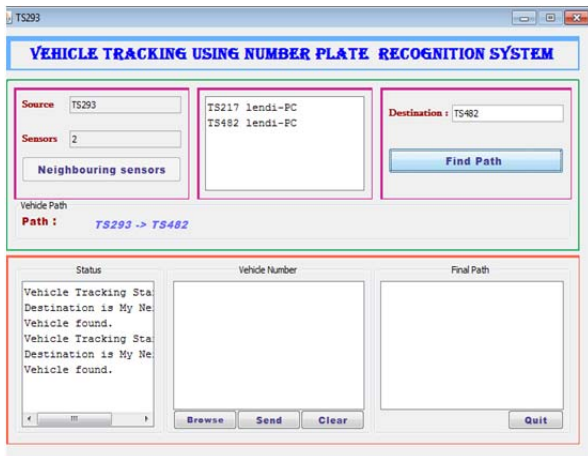 TS293
VEHICLE TRACKING USING NUMBER PLATE RECOGNITION SYSTEM
Source TS293
Sensors 2
Neighbouring sensors
TS217 lendi-PC
TS482 lendi-PC
Destination : TS482
Find Path
Vehicle Path
Path : TS293 -> TS482
Status
Vehicle Tracking Sta
Destination is My Ne
Vehicle found.
Vehicle Tracking Sta
Destination is My Ne
Vehicle found.
Vehicle Number
Browse Send Clear
Final Path
Quit